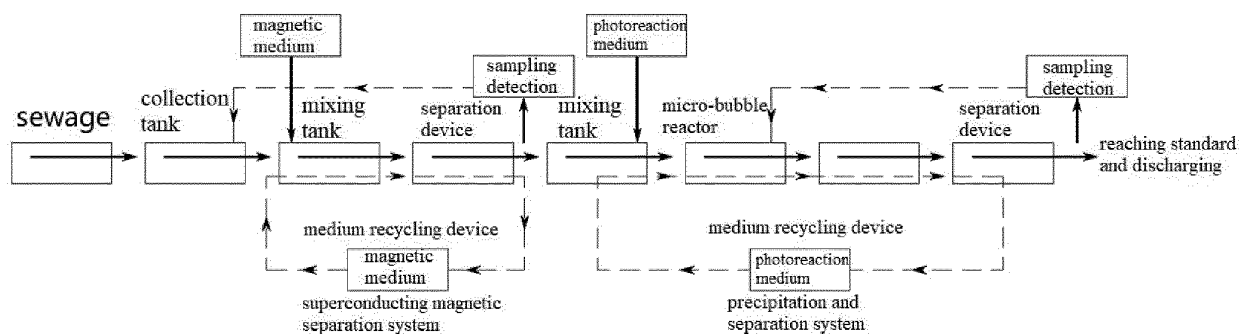 magnetic
medium
photoreaction
medium
sampling
detection
sampling
detection
collection
tank
mixing
tank
separation
device
mixing
tank
micro-bubble
reactor
separation
device
sewage
reaching standard
and discharging
medium recycling device
medium recycling device
magnetic medium
photoreaction
medium
superconducting magnetic
separation system
precipitation and
separation system